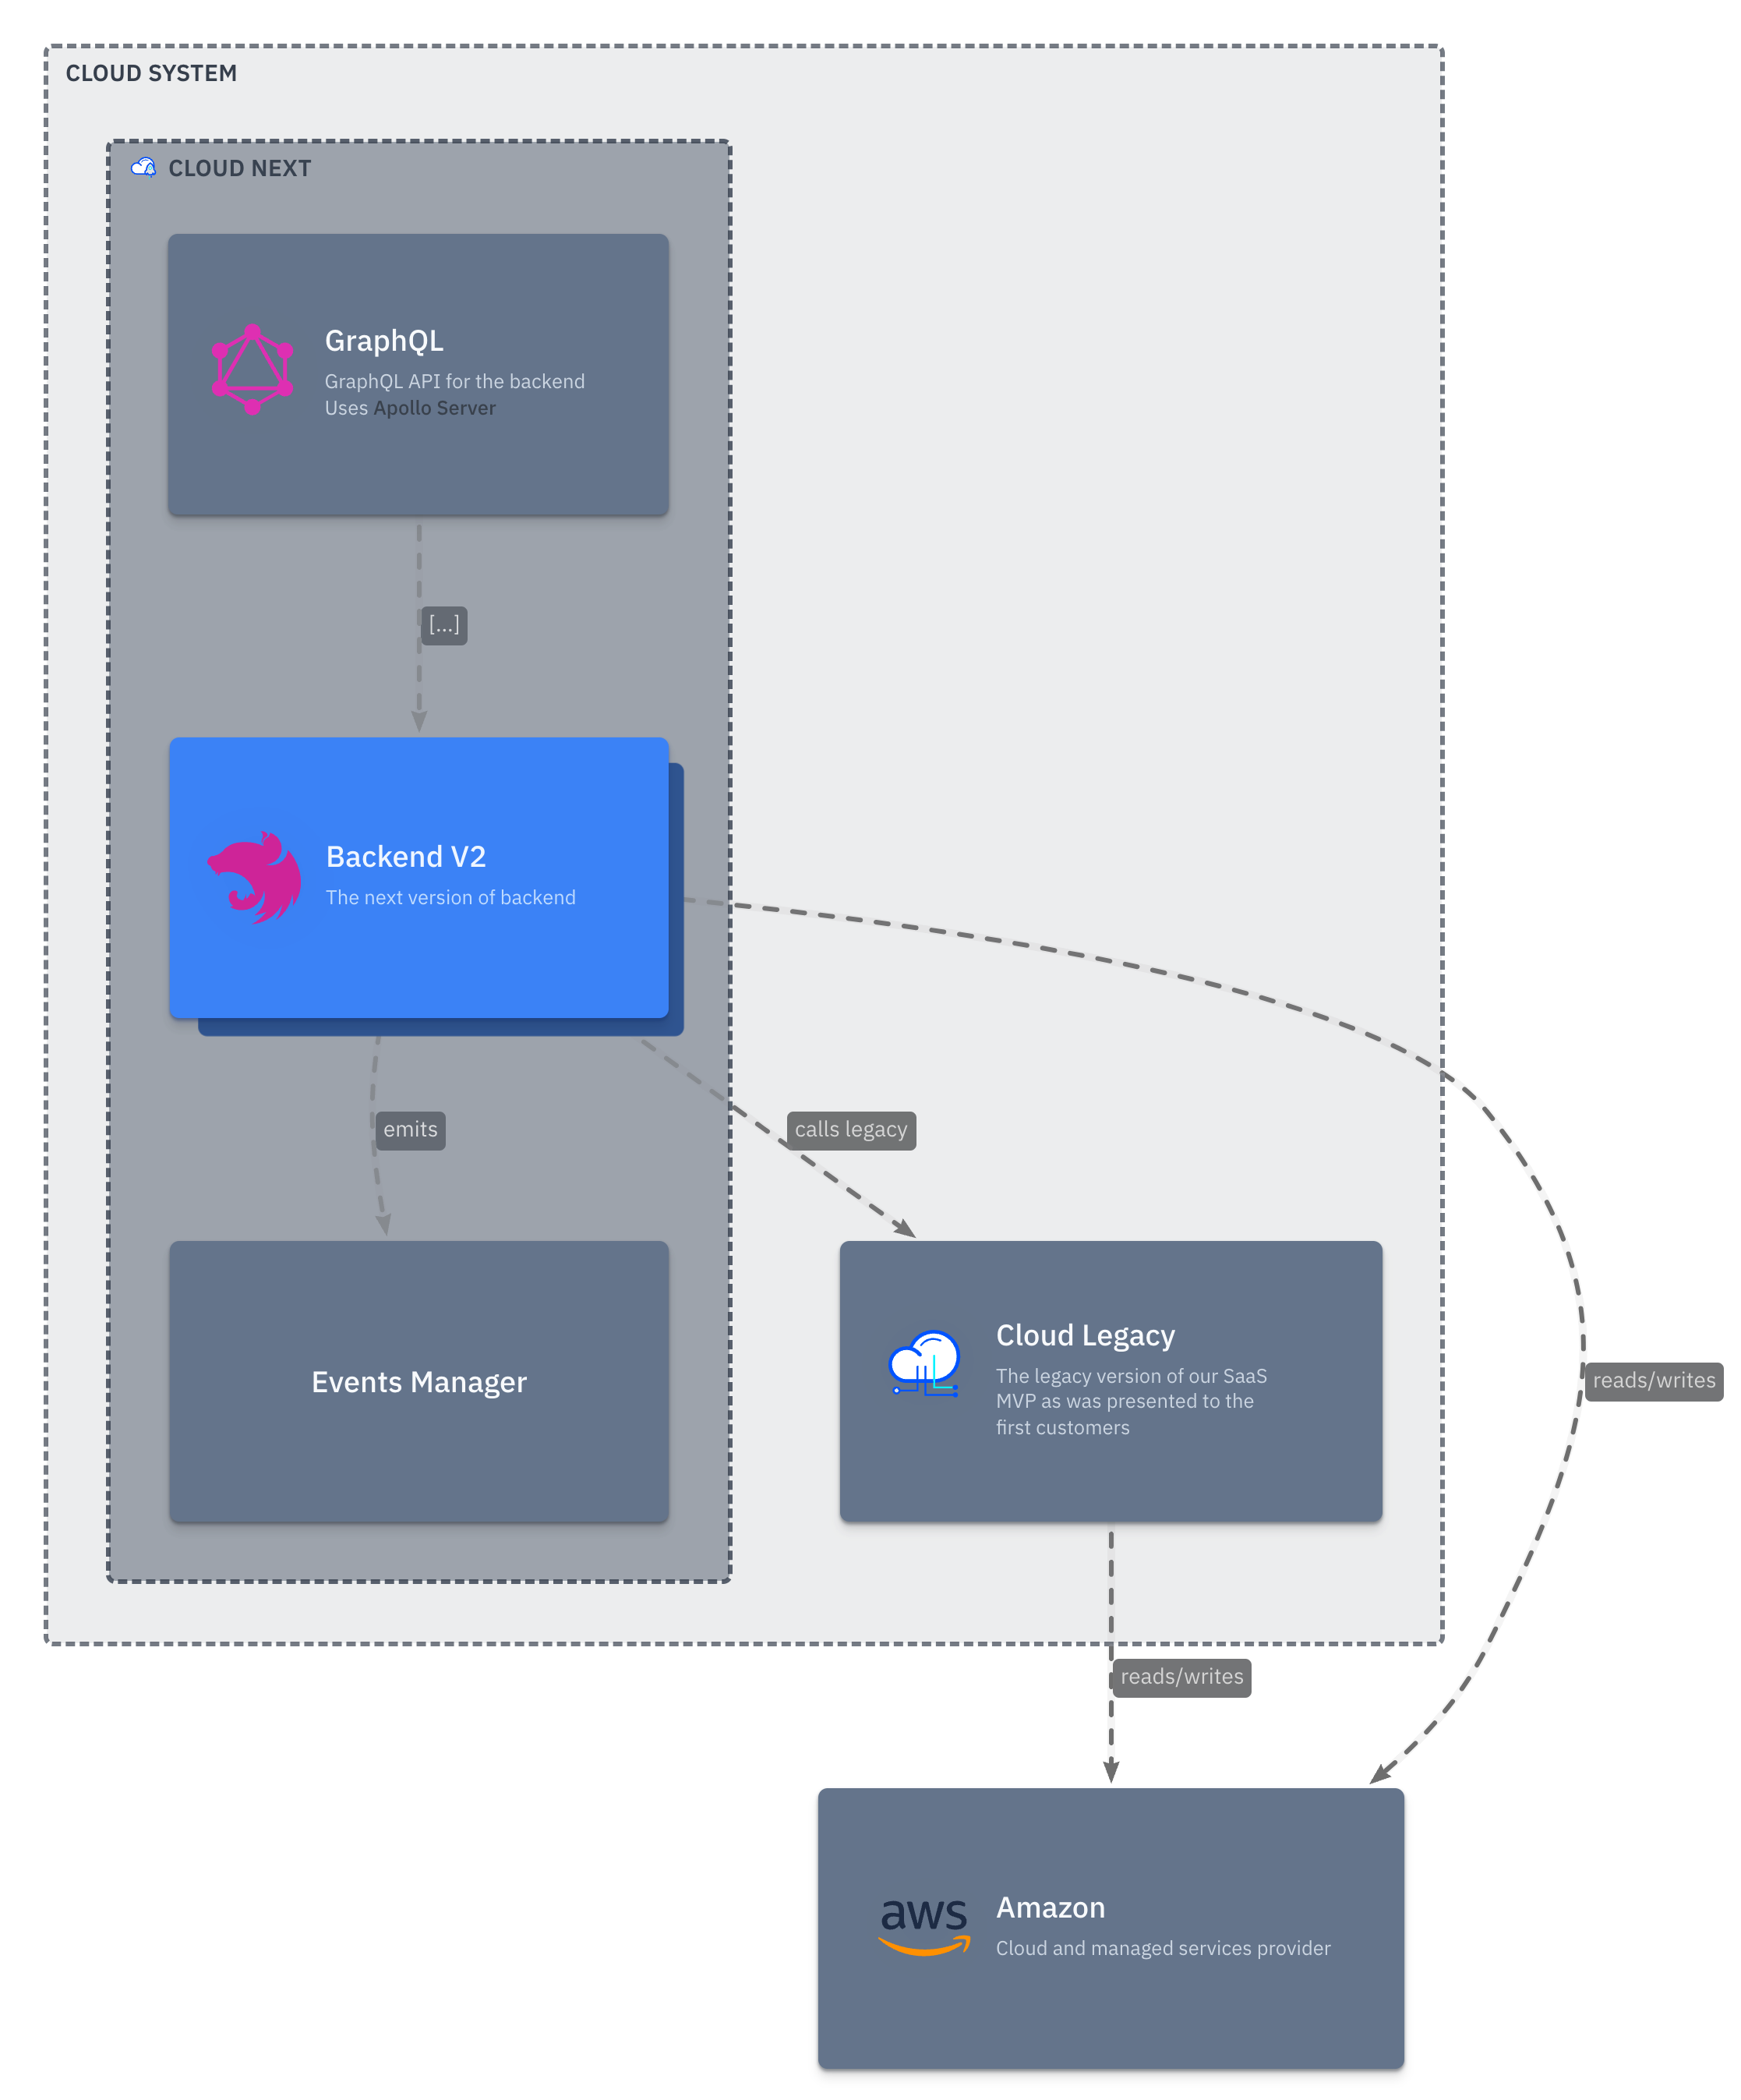 CLOUD SYSTEM
CLOUD NEXT
GraphQL
GraphQL API for the backend
Uses Apollo Server
[...]
Backend V2
The next version of backend
emits
calls legacy
Events Manager
Cloud Legacy
The legacy version of our SaaS
MVP as was presented to the
first customers
reads/writes
reads/writes
aws
Amazon
Cloud and managed services provider